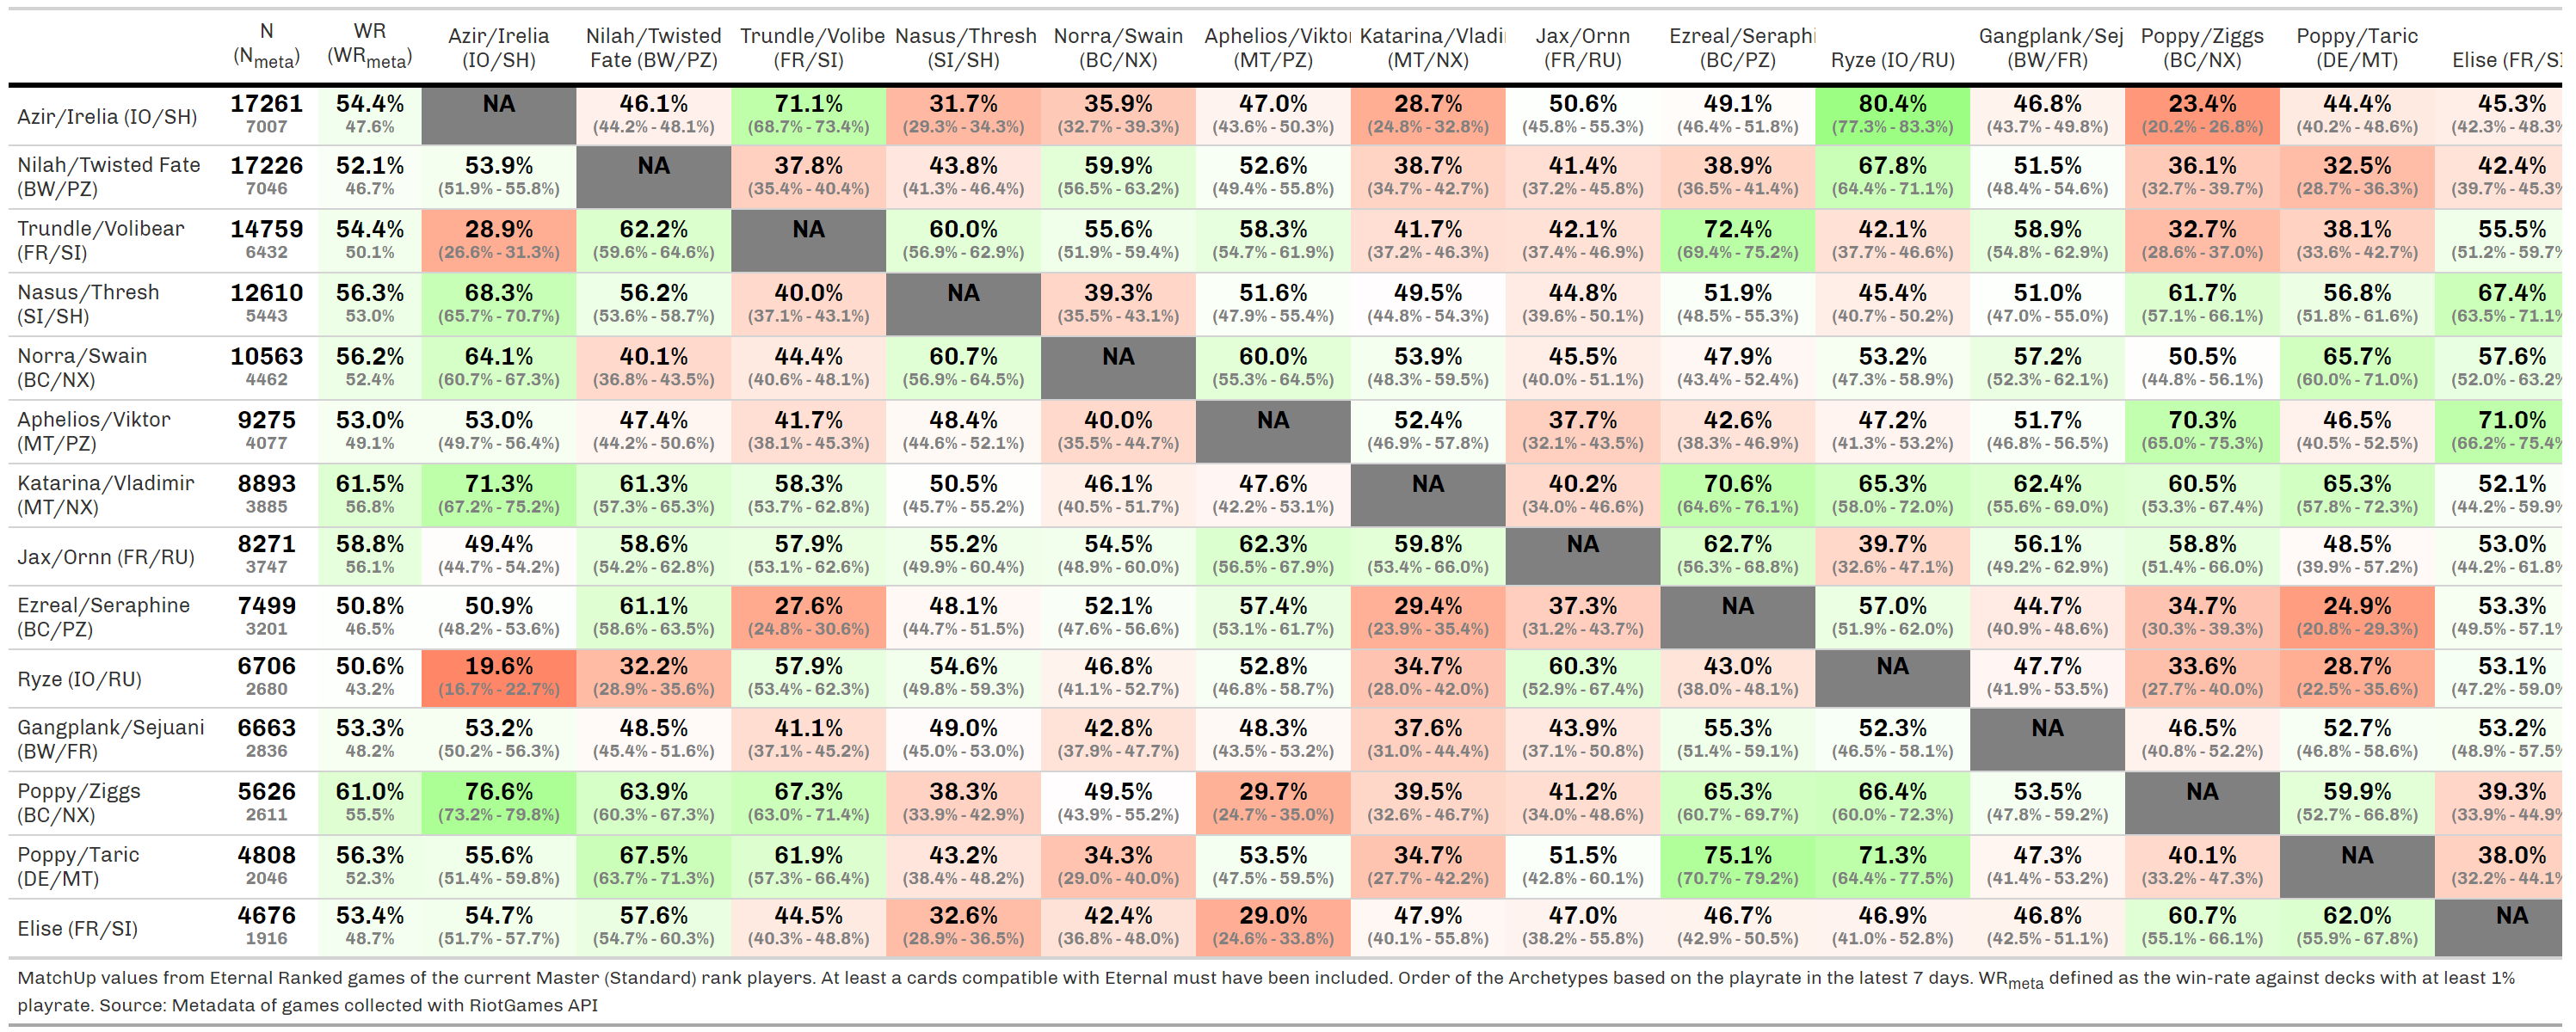 N WR Azir/Irelia Nilah/Twisted Trundle/Volibe Nasus/Thresh Norra/Swain Aphelios/Viktor Katarina/Vladi Jax/Ornn Ezreal/Seraphi Gangplank/Sej Poppy/Ziggs Poppy/Taric
(Nmeta) (WRmeta) (IO/SH) Fate (BW/PZ) (FR/SI) (SI/SH) (BC/NX) (MT/PZ) (MT/NX) (FR/RU) (BC/PZ) Ryze (IO/RU) (BW/FR) (BC/NX) (DE/MT) Elise (FR/SI
Azir/Irelia (IO/SH) 17261 54.4% NA 46.1% 71.1% 31.7% 35.9% 47.0% 28.7% 50.6% 49.1% 80.4% 46.8% 23.4% 44.4% 45.3%
7007 47.6% (44.2% - 48.1%) (68.7% - 73.4%) (29.3% - 34.3%) (32.7% - 39.3%) (43.6% - 50.3%) (24.8% - 32.8%) (45.8% - 55.3%) (46.4% - 51.8%) (77.3% - 83.3%) (43.7% - 49.8%) (20.2% - 26.8%) (40.2% - 48.6%) (42.3% - 48.3%
Nilah/Twisted Fate 17226 52.1% 53.9% NA 37.8% 43.8% 59.9% 52.6% 38.7% 41.4% 38.9% 67.8% 51.5% 36.1% 32.5% 42.4%
(BW/PZ) 7046 46.7% (51.9% - 55.8%) (35.4% - 40.4%) (41.3% - 46.4%) (56.5% - 63.2%) (49.4% - 55.8%) (34.7% - 42.7%) (37.2% - 45.8%) (36.5% - 41.4%) (64.4% - 71.1%) (48.4% - 54.6%) (32.7% - 39.7%) (28.7% - 36.3%) (39.7% - 45.3%
Trundle/Volibear 14759 54.4% 28.9% 62.2% NA 60.0% 55.6% 58.3% 41.7% 42.1% 72.4% 42.1% 58.9% 32.7% 38.1% 55.5%
(FR/SI) 6432 50.1% (26.6% - 31.3%) (59.6% - 64.6%) (56.9% - 62.9%) (51.9% - 59.4%) (54.7% - 61.9%) (37.2% - 46.3%) (37.4% - 46.9%) (69.4% - 75.2%) (37.7% - 46.6%) (54.8% - 62.9%) (28.6% - 37.0%) (33.6% - 42.7%) (51.2% - 59.7%
Nasus/Thresh 12610 56.3% 68.3% 56.2% 40.0% NA 39.3% 51.6% 49.5% 44.8% 51.9% 45.4% 51.0% 61.7% 56.8% 67.4%
(SI/SH) 5443 53.0% (65.7% - 70.7%) (53.6% - 58.7%) (37.1% - 43.1%) (35.5% - 43.1%) (47.9% - 55.4%) (44.8% - 54.3%) (39.6% - 50.1%) (48.5% - 55.3%) (40.7% - 50.2%) (47.0% - 55.0%) (57.1% - 66.1%) (51.8% - 61.6%) (63.5% - 71.1%
Norra/Swain 10563 56.2% 64.1% 40.1% 44.4% 60.7% NA 60.0% 53.9% 45.5% 47.9% 53.2% 57.2% 50.5% 65.7% 57.6%
(BC/NX) 4462 52.4% (60.7% - 67.3%) (36.8% - 43.5%) (40.6% - 48.1%) (56.9% - 64.5%) (55.3% - 64.5%) (48.3% - 59.5%) (40.0% - 51.1%) (43.4% - 52.4%) (47.3% - 58.9%) (52.3% - 62.1%) (44.8% - 56.1%) (60.0% - 71.0%) (52.0% - 63.2%
Aphelios/Viktor 9275 53.0% 53.0% 47.4% 41.7% 48.4% 40.0% NA 52.4% 37.7% 42.6% 47.2% 51.7% 70.3% 46.5% 71.0%
(MT/PZ) 4077 49.1% (49.7% - 56.4%) (44.2% - 50.6%) (38.1% - 45.3%) (44.6% - 52.1%) (35.5% - 44.7%) (46.9% - 57.8%) (32.1% - 43.5%) (38.3% - 46.9%) (41.3% - 53.2%) (46.8% - 56.5%) (65.0% - 75.3%) (40.5% - 52.5%) (66.2% - 75.4%
Katarina/Vladimir 8893 61.5% 71.3% 61.3% 58.3% 50.5% 46.1% 47.6% NA 40.2% 70.6% 65.3% 62.4% 60.5% 65.3% 52.1%
(MT/NX) 3885 56.8% (67.2% - 75.2%) (57.3% - 65.3%) (53.7% - 62.8%) (45.7% - 55.2%) (40.5% - 51.7%) (42.2% - 53.1%) (34.0% - 46.6%) (64.6% - 76.1%) (58.0% - 72.0%) (55.6% - 69.0%) (53.3% - 67.4%) (57.8% - 72.3%) (44.2% - 59.9%
Jax/Ornn (FR/RU) 8271 58.8% 49.4% 58.6% 57.9% 55.2% 54.5% 62.3% 59.8% NA 62.7% 39.7% 56.1% 58.8% 48.5% 53.0%
3747 56.1% (44.7% - 54.2%) (54.2% - 62.8%) (53.1% - 62.6%) (49.9% - 60.4%) (48.9% - 60.0%) (56.5% - 67.9%) (53.4% - 66.0%) (56.3% - 68.8%) (32.6% - 47.1%) (49.2% - 62.9%) (51.4% - 66.0%) (39.9% - 57.2%) (44.2% - 61.8%
Ezreal/Seraphine 7499 50.8% 50.9% 61.1% 27.6% 48.1% 52.1% 57.4% 29.4% 37.3% NA 57.0% 44.7% 34.7% 24.9% 53.3%
(BC/PZ) 3201 46.5% (48.2% - 53.6%) (58.6% - 63.5%) (24.8% - 30.6%) (44.7% - 51.5%) (47.6% - 56.6%) (53.1% - 61.7%) (23.9% - 35.4%) (31.2% - 43.7%) (51.9% - 62.0%) (40.9% - 48.6%) (30.3% - 39.3%) (20.8% - 29.3%) (49.5% - 57.1%
Ryze (IO/RU) 6706 50.6% 19.6% 32.2% 57.9% 54.6% 46.8% 52.8% 34.7% 60.3% 43.0% NA 47.7% 33.6% 28.7% 53.1%
2680 43.2% (16.7% - 22.7%) (28.9% - 35.6%) (53.4% - 62.3%) (49.8% - 59.3%) (41.1% - 52.7%) (46.8% - 58.7%) (28.0% - 42.0%) (52.9% - 67.4%) (38.0% - 48.1%) (41.9% - 53.5%) (27.7% - 40.0%) (22.5% - 35.6%) (47.2% - 59.0%
Gangplank/Sejuani 6663 53.3% 53.2% 48.5% 41.1% 49.0% 42.8% 48.3% 37.6% 43.9% 55.3% 52.3% NA 46.5% 52.7% 53.2%
(BW/FR) 2836 48.2% (50.2% - 56.3%) (45.4% - 51.6%) (37.1% - 45.2%) (45.0% - 53.0%) (37.9% - 47.7%) (43.5% - 53.2%) (31.0% - 44.4%) (37.1% - 50.8%) (51.4% - 59.1%) (46.5% - 58.1%) (40.8% - 52.2%) (46.8% - 58.6%) (48.9% - 57.5%
Poppy/Ziggs 5626 61.0% 76.6% 63.9% 67.3% 38.3% 49.5% 29.7% 39.5% 41.2% 65.3% 66.4% 53.5% NA 59.9% 39.3%
(BC/NX) 2611 55.5% (73.2% - 79.8%) (60.3% - 67.3%) (63.0% - 71.4%) (33.9% - 42.9%) (43.9% - 55.2%) (24.7% - 35.0%) (32.6% - 46.7%) (34.0% - 48.6%) (60.7% - 69.7%) (60.0% - 72.3%) (47.8% - 59.2%) (52.7% - 66.8%) (33.9% - 44.9%
Poppy/Taric 4808 56.3% 55.6% 67.5% 61.9% 43.2% 34.3% 53.5% 34.7% 51.5% 75.1% 71.3% 47.3% 40.1% NA 38.0%
(DE/MT) 2046 52.3% (51.4% - 59.8%) (63.7% - 71.3%) (57.3% - 66.4%) (38.4% - 48.2%) (29.0% - 40.0%) (47.5% - 59.5%) (27.7% - 42.2%) (42.8% - 60.1%) (70.7% - 79.2%) (64.4% - 77.5%) (41.4% - 53.2%) (33.2% - 47.3%) (32.2% - 44.1%
Elise (FR/SI) 4676 53.4% 54.7% 57.6% 44.5% 32.6% 42.4% 29.0% 47.9% 47.0% 46.7% 46.9% 46.8% 60.7% 62.0% NA
1916 48.7% (51.7% - 57.7%) (54.7% - 60.3%) (40.3% - 48.8%) (28.9% - 36.5%) (36.8% - 48.0%) (24.6% - 33.8%) (40.1% - 55.8%) (38.2% - 55.8%) (42.9% - 50.5%) (41.0% - 52.8%) (42.5% - 51.1%) (55.1% - 66.1%) (55.9% - 67.8%)
MatchUp values from Eternal Ranked games of the current Master (Standard) rank players. At least a cards compatible with Eternal must have been included. Order of the Archetypes based on the playrate in the latest 7 days. WRmeta defined as the win-rate against decks with at least 1%
playrate. Source: Metadata of games collected with RiotGames API